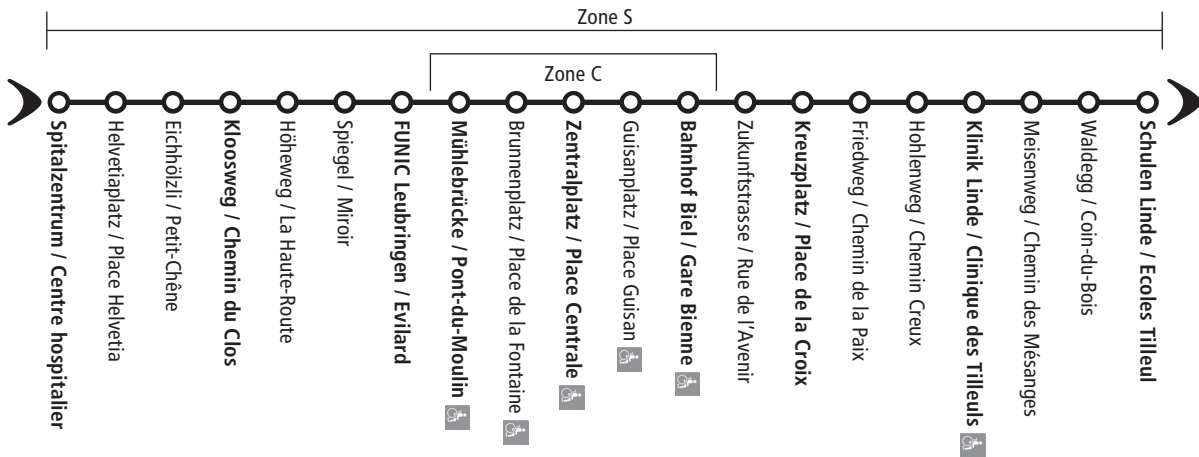 Zone S
Zone C
Spitalzentrum / Centre hospitalier
Helvetiaplatz / Place Helvetia
Eichhölzli / Petit-Chêne
Kloosweg / Chemin du Clos
Höheweg / La Haute-Route
Spiegel / Miroir
FUNIC Leubringen / Evilard
Mühlebrücke / Pont-du-Moulin
Brunnenplatz / Place de la Fontaine
Zentralplatz / Place Centrale
Guisanplatz / Place Guisan
Bahnhof Biel / Gare Bienne
Zukunftstrasse / Rue de l'Avenir
Kreuzplatz / Place de la Croix
Friedweg / Chemin de la Paix
Hohlenweg / Chemin Creux
Klinik Linde / Clinique des Tilleuls
Meisenweg / Chemin des Mésanges
Waldegg / Coin-du-Bois
Schulen Linde / Ecoles Tilleul